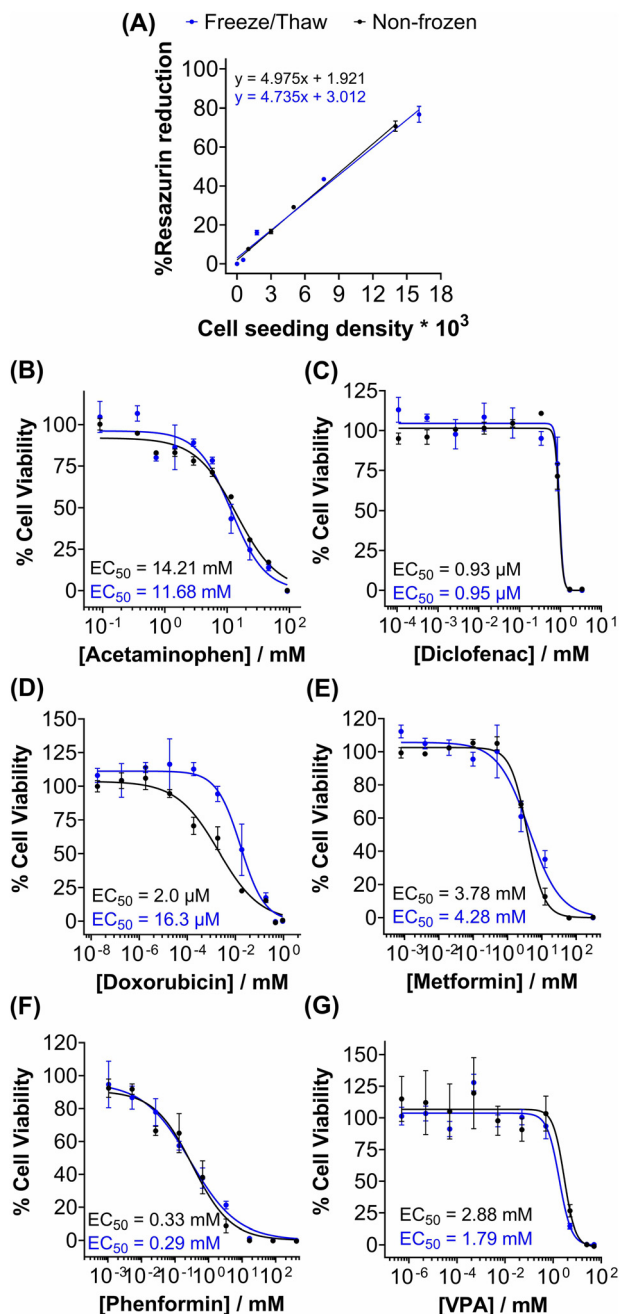 (A) Freeze/Thaw Non-frozen
y = 4.975x + 1.921
y = 4.735x + 3.012
%Resazurin reduction
100
80
60
40
20
0
0 3 6 9 12 15 18
Cell seeding density * 10³
(B)
% Cell Viability
100
75
50
25
0
EC₅₀ = 14.21 mM
EC₅₀ = 11.68 mM
10⁻¹ 10⁰ 10¹ 10²
[Acetaminophen] / mM
(C)
% Cell Viability
125
100
75
50
25
0
EC₅₀ = 0.93 µM
EC₅₀ = 0.95 µM
10⁻⁴ 10⁻³ 10⁻² 10⁻¹ 10⁰ 10¹
[Diclofenac] / mM
(D)
% Cell Viability
150
125
100
75
50
25
0
EC₅₀ = 2.0 µM
EC₅₀ = 16.3 µM
10⁻⁸ 10⁻⁶ 10⁻⁴ 10⁻² 10⁰
[Doxorubicin] / mM
(E)
% Cell Viability
120
100
80
60
40
20
0
EC₅₀ = 3.78 mM
EC₅₀ = 4.28 mM
10⁻³ 10⁻² 10⁻¹ 10⁰ 10¹ 10²
[Metformin] / mM
(F)
% Cell Viability
120
100
80
60
40
20
0
EC₅₀ = 0.33 mM
EC₅₀ = 0.29 mM
10⁻³ 10⁻² 10⁻¹ 10⁰ 10¹ 10²
[Phenformin] / mM
(G)
% Cell Viability
150
125
100
75
50
25
0
EC₅₀ = 2.88 mM
EC₅₀ = 1.79 mM
10⁻⁶ 10⁻⁴ 10⁻² 10⁰ 10²
[VPA] / mM